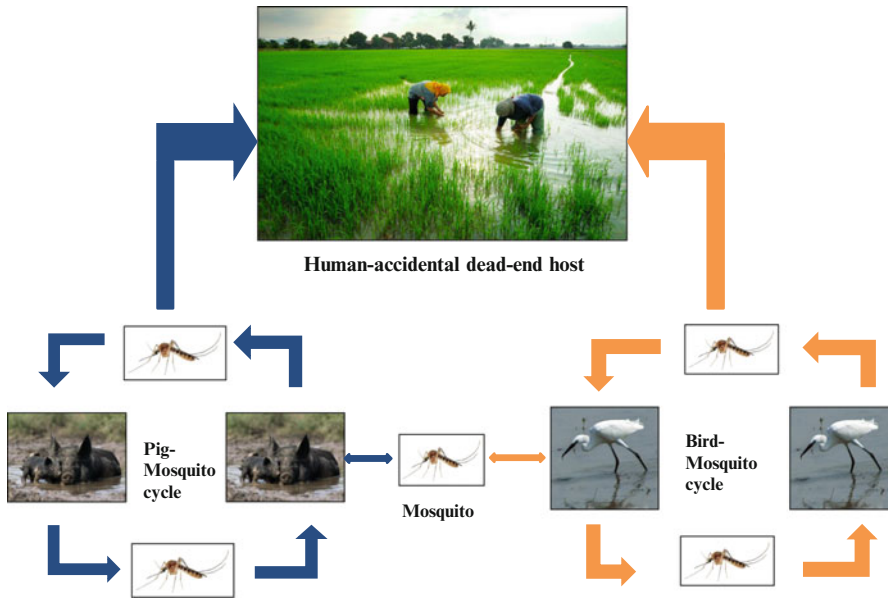 Human-accidental dead-end host
Pig-
Mosquito
cycle
Mosquito
Bird-
Mosquito
cycle